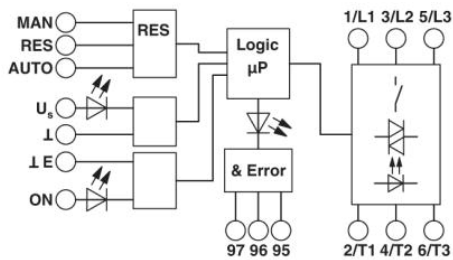 MAN
RES
AUTO
RES
Us
⊥
⊥ E
ON
Logic
µP
& Error
97 96 95
1/L1 3/L2 5/L3
2/T1 4/T2 6/T3